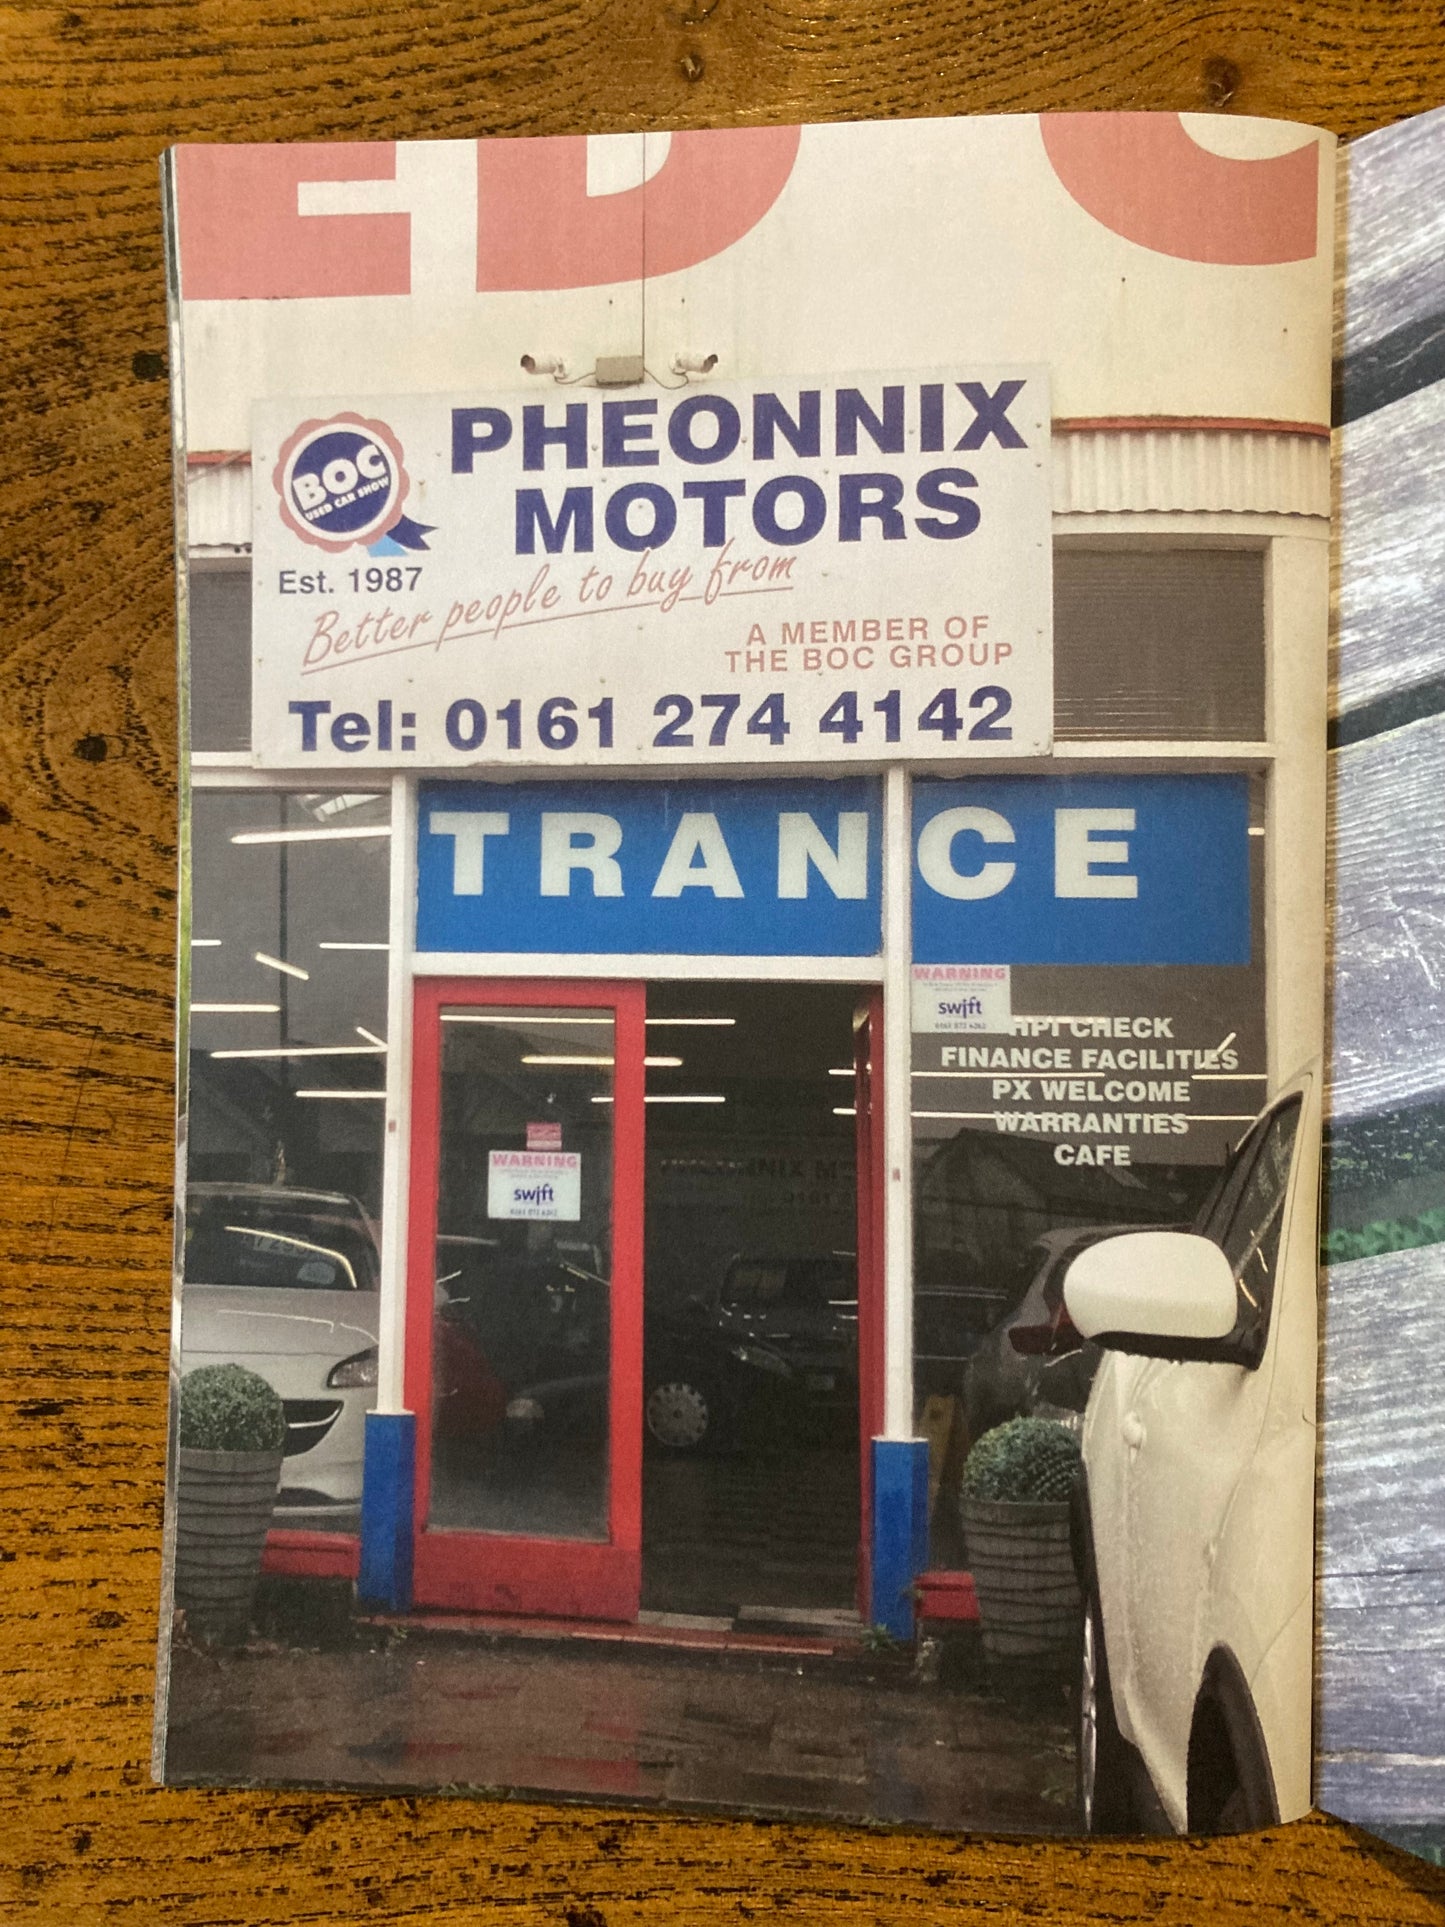 ED C
BOC
USED CAR SHOW
PHEONNIX
MOTORS
Est. 1987
Better people to buy from
A MEMBER OF
THE BOC GROUP
Tel: 0161 274 4142
TRANCE
WARNING
swift
HPI CHECK
FINANCE FACILITIES
PX WELCOME
WARRANTIES
CAFE
WARNING
swift